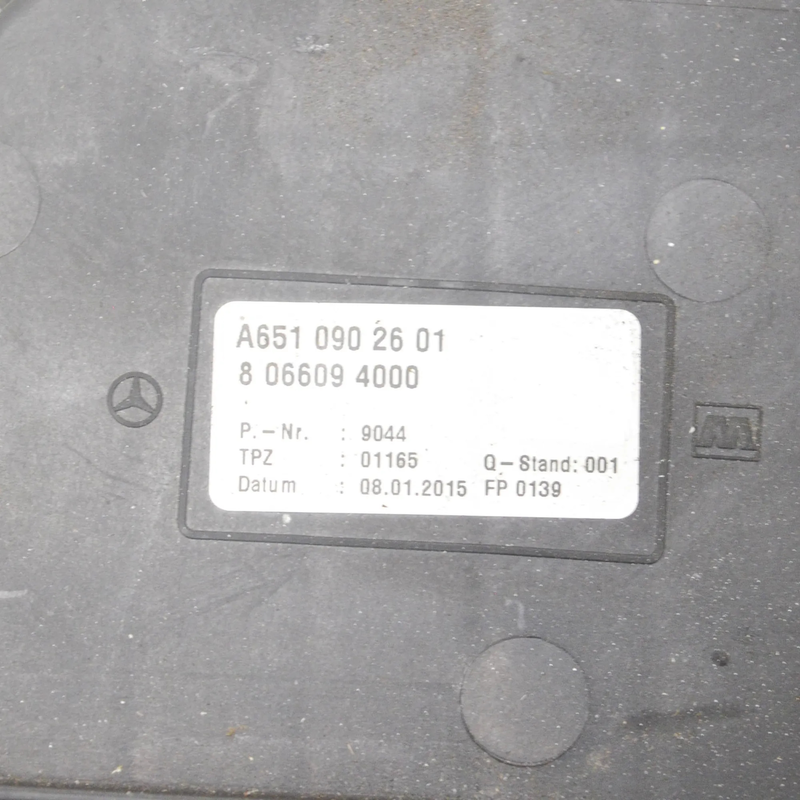 A651 090 26 01
8 06609 4000
P.-Nr. : 9044
TPZ : 01165 Q-Stand: 001
Datum : 08.01.2015 FP 0139